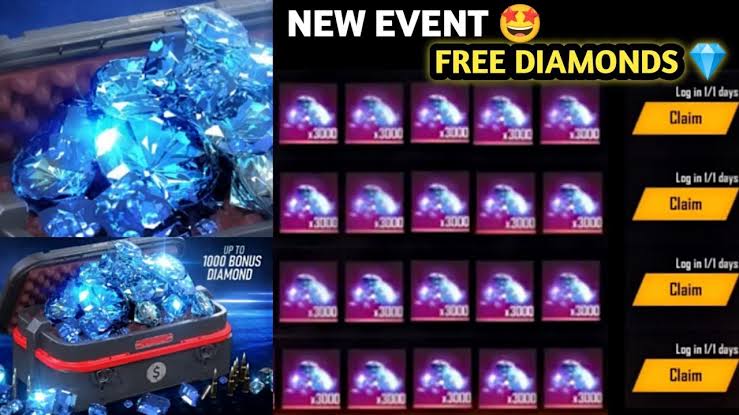 NEW EVENT 🤩
FREE DIAMONDS 💎
UP TO
1000 BONUS
DIAMOND
$
x3000 x3000 x3000 x3000 x3000
Log in 1/1 days
Claim
x3000 x3000 x3000 x3000 x3000
Log in 1/1 days
Claim
x3000 x3000 x3000 x3000 x3000
Log in 1/1 days
Claim
x3000 x3000 x3000 x3000 x3000
Log in 1/1 days
Claim